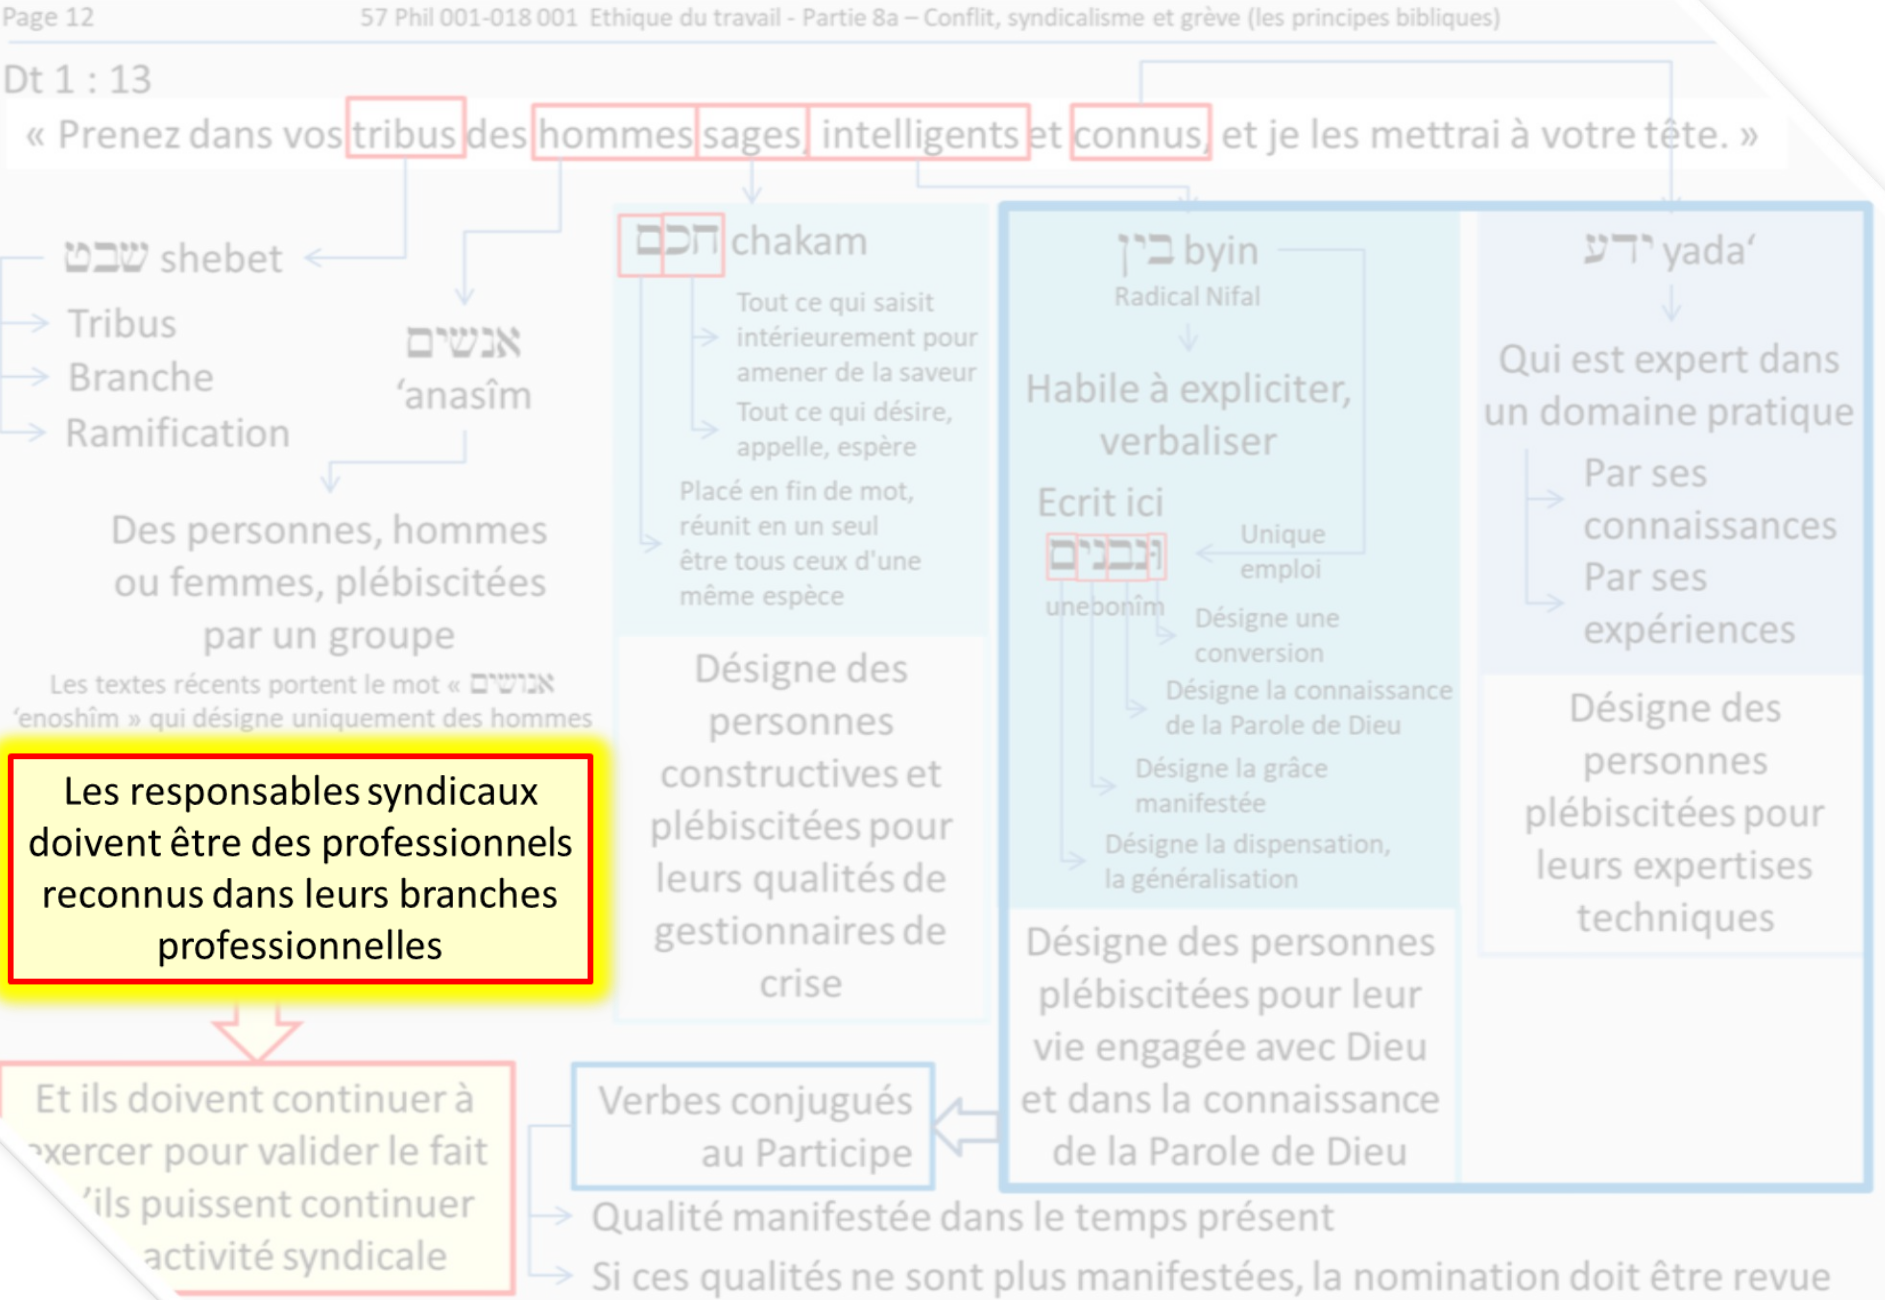 Page 12
57 Phil 001-018 001 Ethique du travail - Partie 8a – Conflit, syndicalisme et grève (les principes bibliques)
Dt 1 : 13
« Prenez dans vos tribus des hommes sages, intelligents et connus, et je les mettrai à votre tête. »
שבט shebet
Tribus
Branche
Ramification
אנשים
‘anasîm
Des personnes, hommes
ou femmes, plébiscitées
par un groupe
Les textes récents portent le mot « אנושים
‘enoshîm » qui désigne uniquement des hommes
Les responsables syndicaux
doivent être des professionnels
reconnus dans leurs branches
professionnelles
Et ils doivent continuer à
exercer pour valider le fait
’ils puissent continuer
activité syndicale
חכם chakam
Tout ce qui saisit
intérieurement pour
amener de la saveur
Tout ce qui désire,
appelle, espère
Placé en fin de mot,
réunit en un seul
être tous ceux d'une
même espèce
Désigne des
personnes
constructives et
plébiscitées pour
leurs qualités de
gestionnaires de
crise
בין byin
Radical Nifal
Habile à expliciter,
verbaliser
Ecrit ici
ונבנים
unebonîm
Unique
emploi
Désigne une
conversion
Désigne la connaissance
de la Parole de Dieu
Désigne la grâce
manifestée
Désigne la dispensation,
la généralisation
Désigne des personnes
plébiscitées pour leur
vie engagée avec Dieu
et dans la connaissance
de la Parole de Dieu
ידע yada‘
Qui est expert dans
un domaine pratique
Par ses
connaissances
Par ses
expériences
Désigne des
personnes
plébiscitées pour
leurs expertises
techniques
Verbes conjugués
au Participe
Qualité manifestée dans le temps présent
Si ces qualités ne sont plus manifestées, la nomination doit être revue